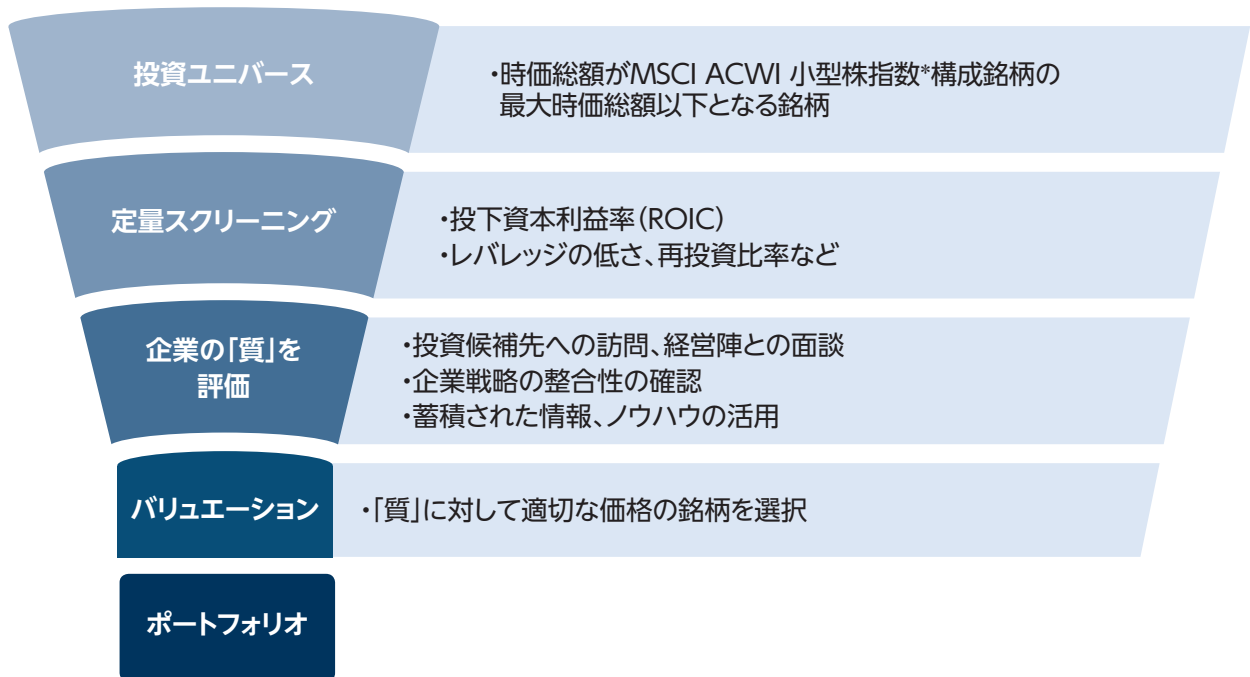 投資ユニバース
・時価総額がMSCI ACWI 小型株指数*構成銘柄の
最大時価総額以下となる銘柄
定量スクリーニング
・投下資本利益率(ROIC)
・レバレッジの低さ、再投資比率など
企業の「質」を
評価
・投資候補先への訪問、経営陣との面談
・企業戦略の整合性の確認
・蓄積された情報、ノウハウの活用
バリュエーション
・「質」に対して適切な価格の銘柄を選択
ポートフォリオ